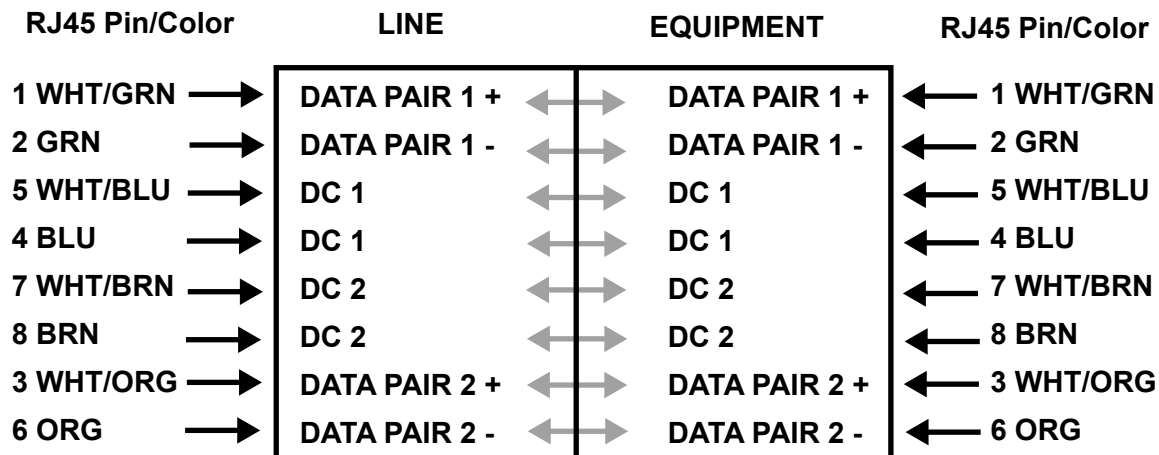 RJ45 Pin/Color LINE EQUIPMENT RJ45 Pin/Color
1 WHT/GRN DATA PAIR 1 + DATA PAIR 1 + 1 WHT/GRN
2 GRN DATA PAIR 1 - DATA PAIR 1 - 2 GRN
5 WHT/BLU DC 1 DC 1 5 WHT/BLU
4 BLU DC 1 DC 1 4 BLU
7 WHT/BRN DC 2 DC 2 7 WHT/BRN
8 BRN DC 2 DC 2 8 BRN
3 WHT/ORG DATA PAIR 2 + DATA PAIR 2 + 3 WHT/ORG
6 ORG DATA PAIR 2 - DATA PAIR 2 - 6 ORG